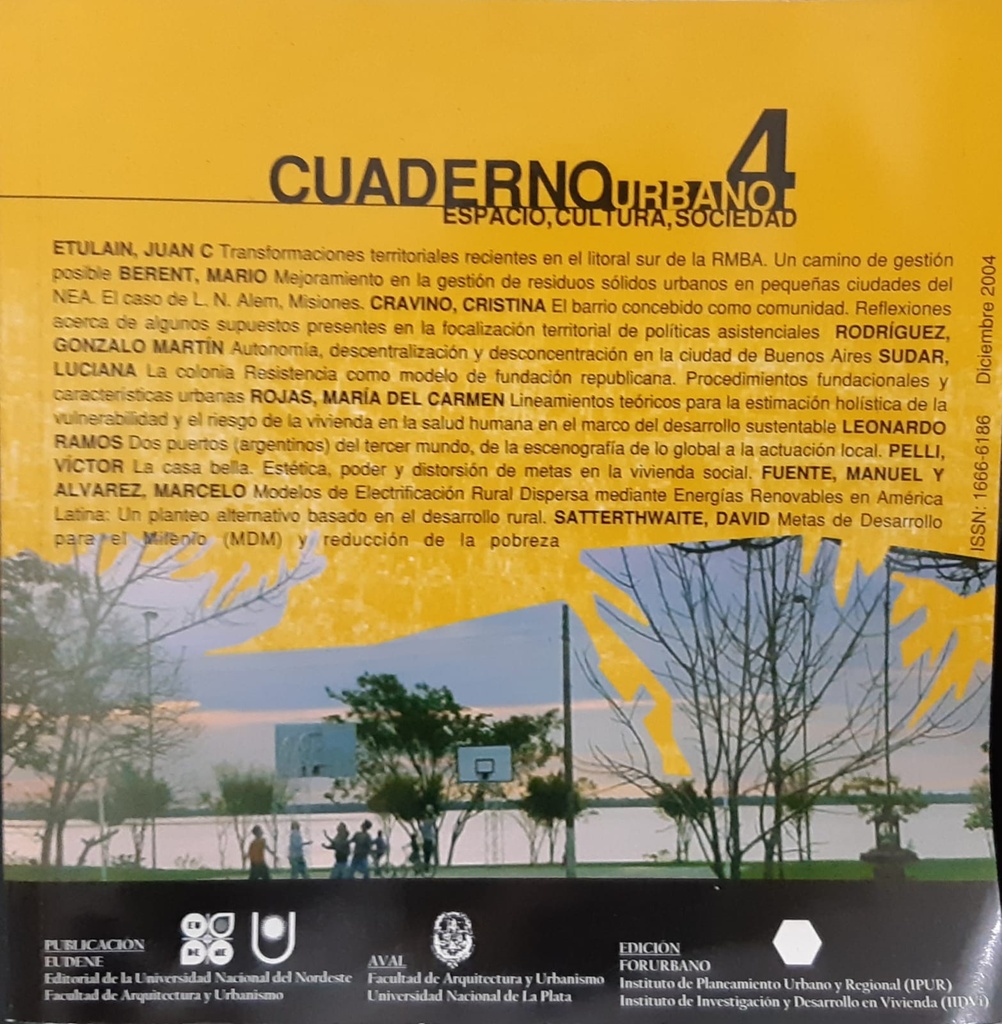 CUADERNO URBANO 4
ESPACIO, CULTURA, SOCIEDAD
ETULAIN, JUAN C Transformaciones territoriales recientes en el litoral sur de la RMBA. Un camino de gestión
posible BERENT, MARIO Mejoramiento en la gestión de residuos sólidos urbanos en pequeñas ciudades del
NEA. El caso de L. N. Alem, Misiones. CRAVINO, CRISTINA El barrio concebido como comunidad. Reflexiones
acerca de algunos supuestos presentes en la focalización territorial de políticas asistenciales RODRÍGUEZ,
GONZALO MARTÍN Autonomía, descentralización y desconcentración en la ciudad de Buenos Aires SUDAR,
LUCIANA La colonia Resistencia como modelo de fundación republicana. Procedimientos fundacionales y
características urbanas ROJAS, MARÍA DEL CARMEN Lineamientos teóricos para la estimación holística de la
vulnerabilidad y el riesgo de la vivienda en la salud humana en el marco del desarrollo sustentable LEONARDO
RAMOS Dos puertos (argentinos) del tercer mundo, de la escenografía de lo global a la actuación local. PELLI,
VÍCTOR La casa bella. Estética, poder y distorsión de metas en la vivienda social. FUENTE, MANUEL Y
ALVAREZ, MARCELO Modelos de Electrificación Rural Dispersa mediante Energías Renovables en América
Latina: Un planteo alternativo basado en el desarrollo rural. SATTERTHWAITE, DAVID Metas de Desarrollo
para el Milenio (MDM) y reducción de la pobreza
ISSN: 1666-6186 Diciembre 2004
EU
DE NE
PUBLICACIÓN
EUDENE
Editorial de la Universidad Nacional del Nordeste
Facultad de Arquitectura y Urbanismo
AVAL
Facultad de Arquitectura y Urbanismo
Universidad Nacional de La Plata
EDICIÓN
FORURBANO
Instituto de Planeamiento Urbano y Regional (IPUR)
Instituto de Investigación y Desarrollo en Vivienda (IIDVi)